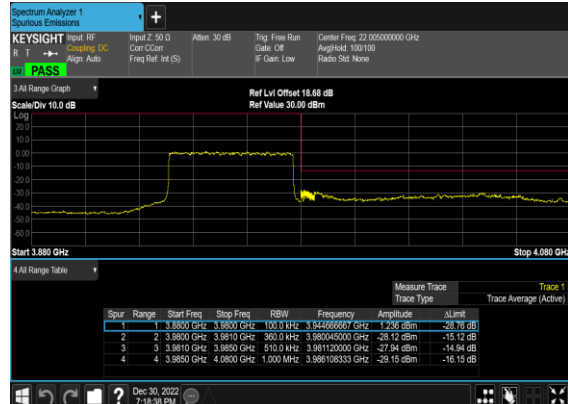 Spectrum Analyzer 1
Spurious Emissions
KEYSIGHT Input: RF Input Z: 50 Ω Atten: 30 dB Trig: Free Run Center Freq: 22.005000000 GHz
R T Coupling: DC Corr CCorr Gate: Off Avg|Hold: 100/100
Align: Auto Freq Ref: Int (S) IF Gain: Low Radio Std: None
PASS
3 All Range Graph
Ref Lvl Offset 18.68 dB
Scale/Div 10.0 dB Ref Value 30.00 dBm
Log
20.0
10.0
0.00
-10.0
-20.0
-30.0
-40.0
-50.0
-60.0
Start 3.880 GHz Stop 4.080 GHz
4 All Range Table
Measure Trace Trace 1
Trace Type Trace Average (Active)
Spur Range Start Freq Stop Freq RBW Frequency Amplitude ΔLimit
1 1 3.8800 GHz 3.9800 GHz 100.0 kHz 3.944666667 GHz 1.236 dBm -28.76 dB
2 2 3.9800 GHz 3.9810 GHz 360.0 kHz 3.980045000 GHz -28.12 dBm -15.12 dB
3 3 3.9810 GHz 3.9850 GHz 510.0 kHz 3.981120000 GHz -27.94 dBm -14.94 dB
4 4 3.9850 GHz 4.0800 GHz 1.000 MHz 3.986108333 GHz -29.15 dBm -16.15 dB
Dec 30, 2022
7:18:38 PM